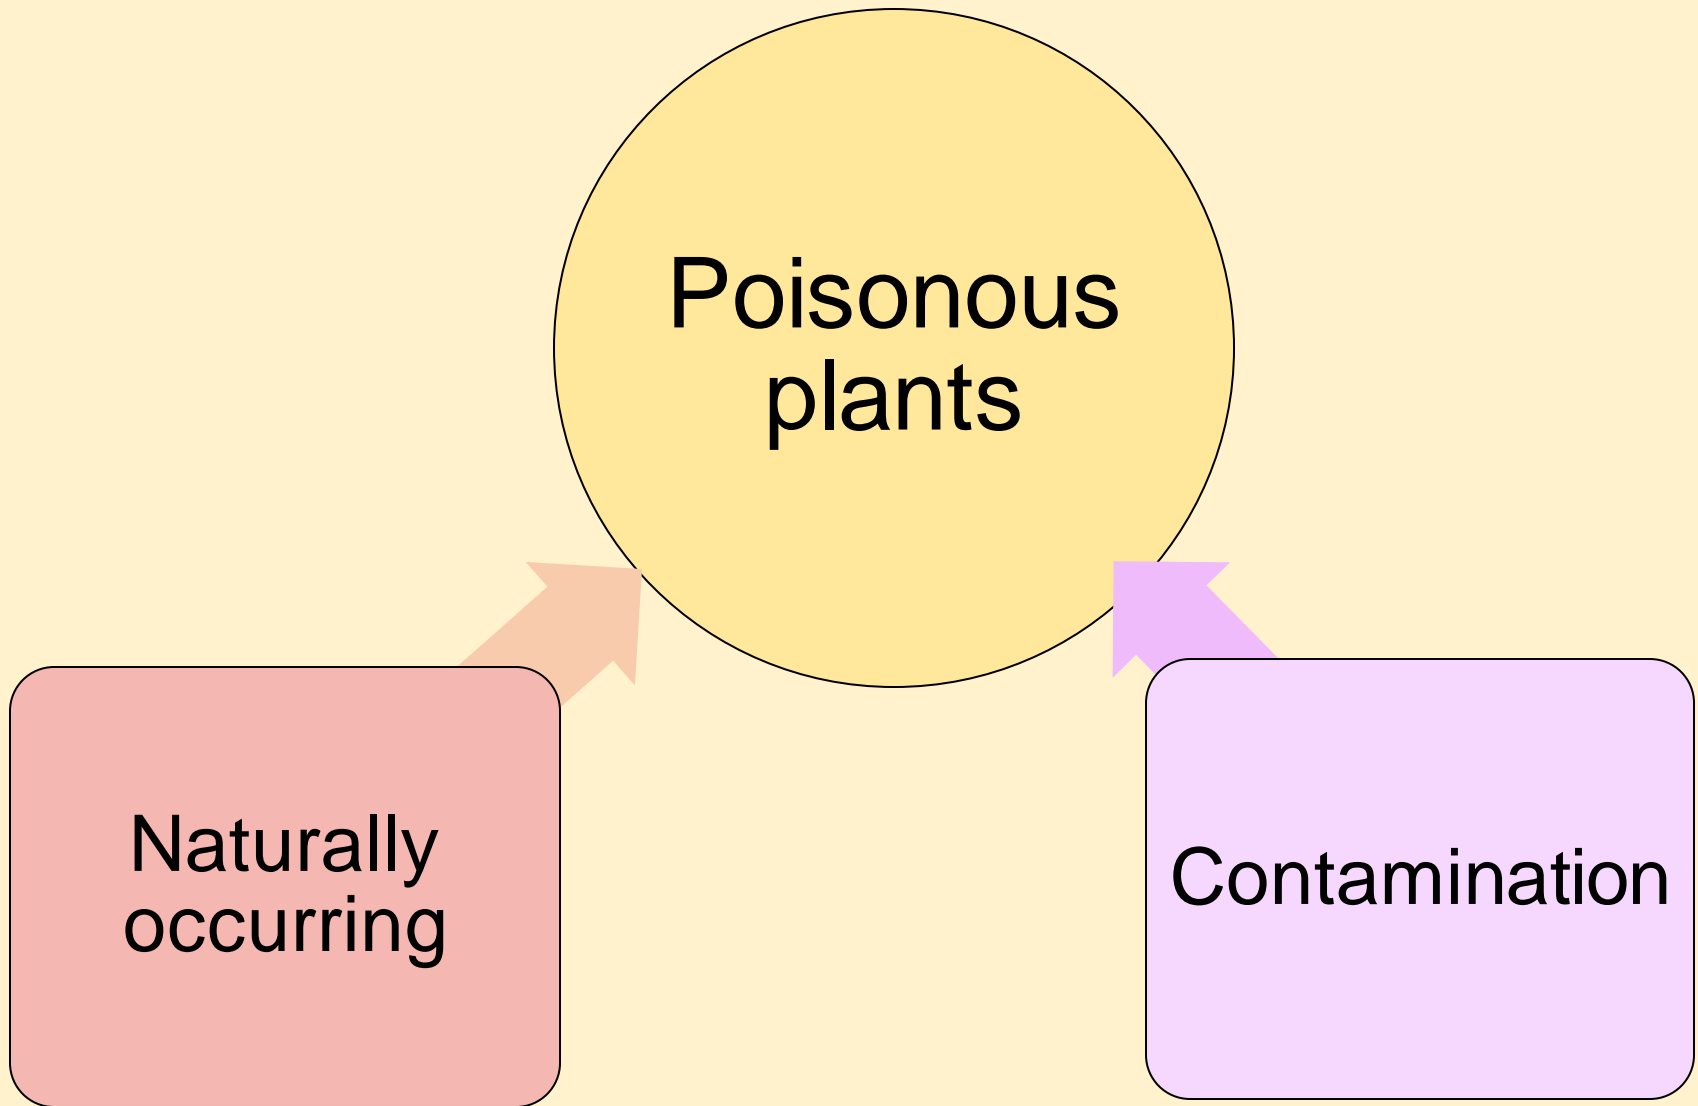 Poisonous
plants
Naturally
occurring
Contamination